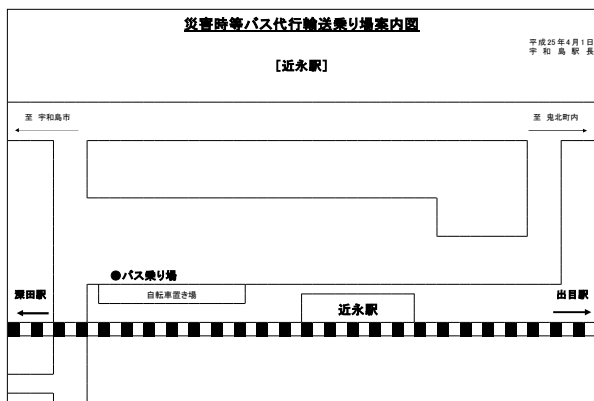 災害時等バス代行輸送乗り場案内図
平成25年4月1日
宇和島駅長
[近永駅]
至 宇和島市
至 鬼北町内
●バス乗り場
自転車置き場
深田駅
近永駅
出目駅